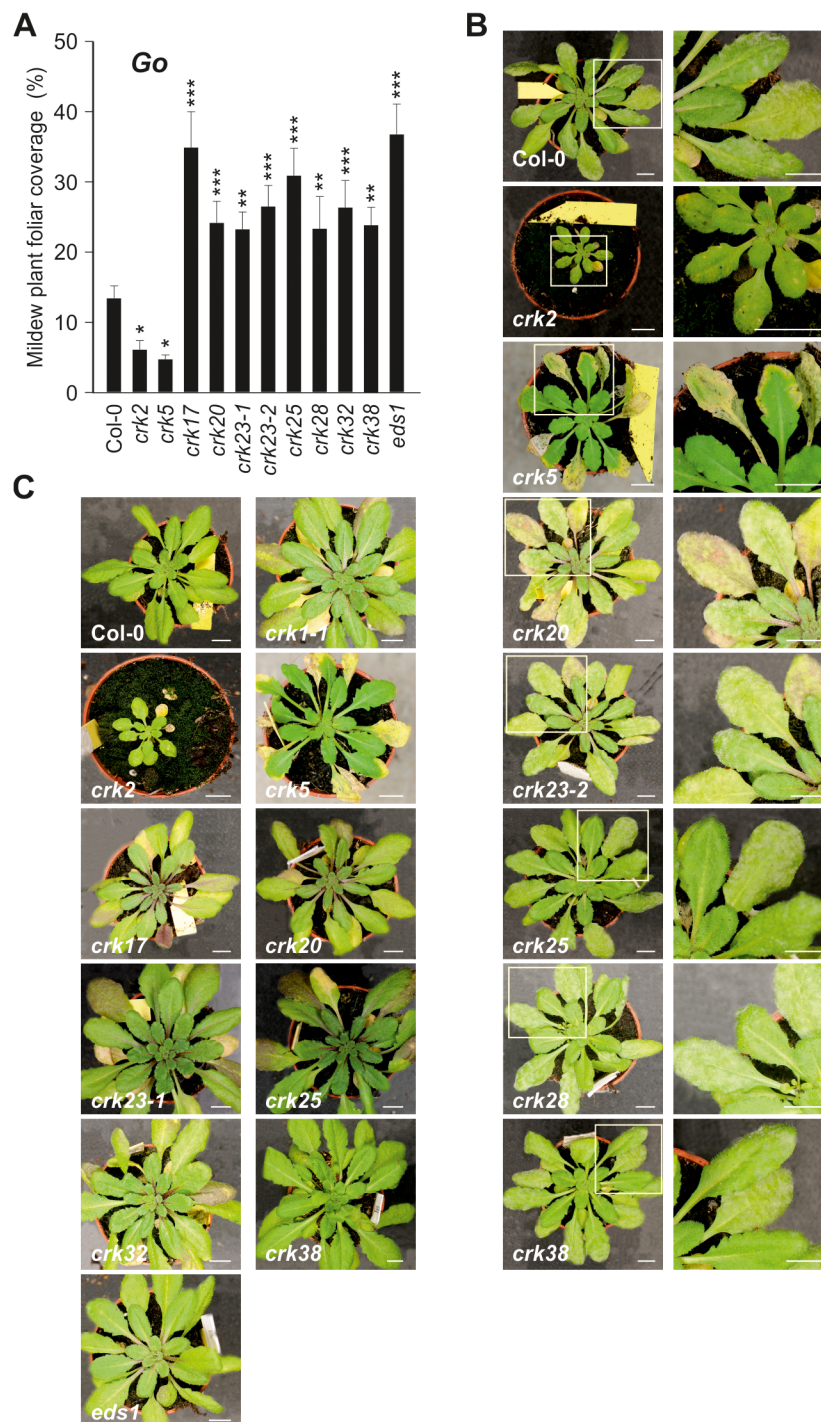 A
Go
Mildew plant foliar coverage (%)
50
40
30
20
10
0
*
*
***
***
**
***
***
**
***
**
***
Col-0
crk2
crk5
crk17
crk20
crk23-1
crk23-2
crk25
crk28
crk32
crk38
eds1
B
Col-0
crk2
crk5
crk20
crk23-2
crk25
crk28
crk38
C
Col-0
crk1-1
crk2
crk5
crk17
crk20
crk23-1
crk25
crk32
crk38
eds1